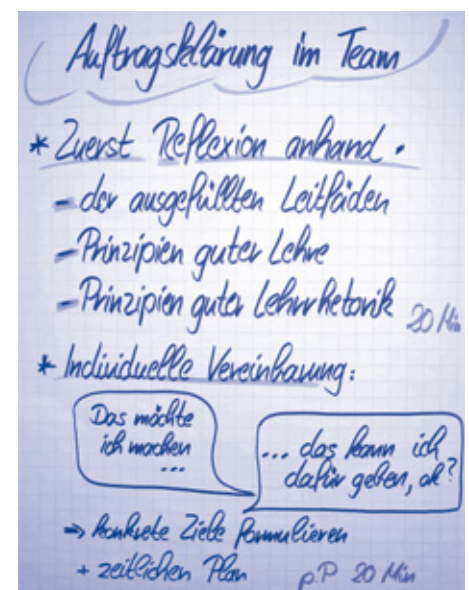 Auftragsklärung im Team
* Zuerst Reflexion anhand .
- der ausgefüllten Leitfäden
- Prinzipien guter Lehre
- Prinzipien guter Lehrrhetorik
20 Min
* Individuelle Vereinbarung:
Das möchte
ich machen
...
... das kann ich
dafür geben, ok?
⇒ konkrete Ziele formulieren
+ zeitlichen Plan
p.P 20 Min